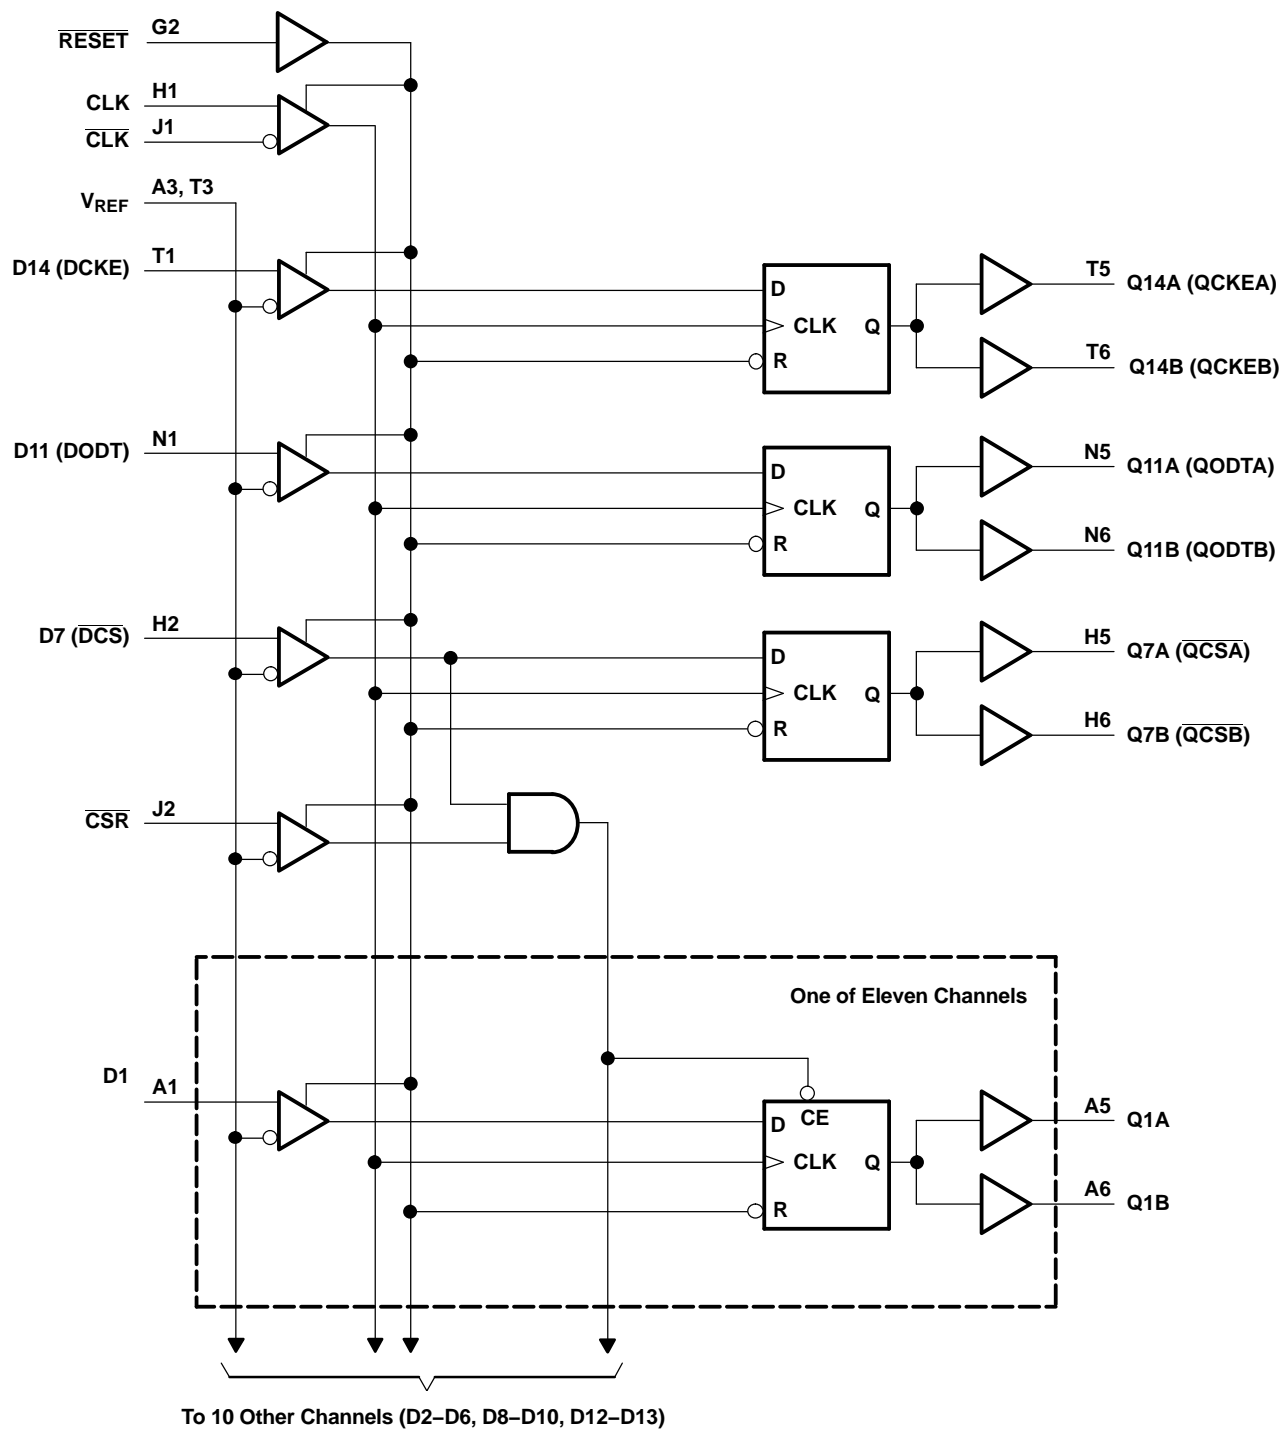 RESET G2
CLK H1
CLK J1
VREF A3, T3
D14 (DCKE) T1
D
CLK Q
R
T5 Q14A (QCKEA)
T6 Q14B (QCKEB)
D11 (DODT) N1
D
CLK Q
R
N5 Q11A (QODTA)
N6 Q11B (QODTB)
D7 (DCS) H2
D
CLK Q
R
H5 Q7A (QCSA)
H6 Q7B (QCSB)
CSR J2
One of Eleven Channels
D1 A1
CE
D
CLK Q
R
A5 Q1A
A6 Q1B
To 10 Other Channels (D2–D6, D8–D10, D12–D13)